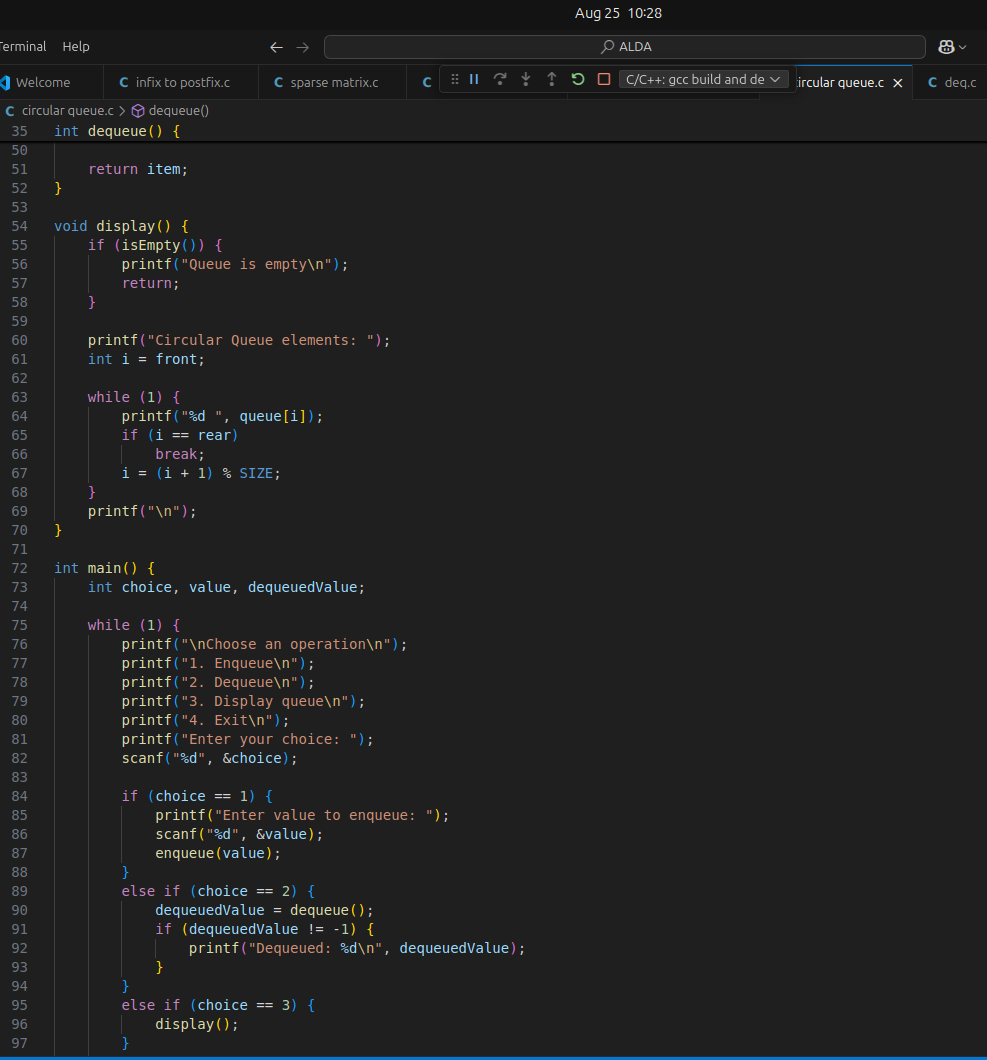 Aug 25 10:28
Terminal Help ← → ALDA
Welcome C infix to postfix.c C sparse matrix.c C C/C++: gcc build and de circular queue.c × C deq.c
C circular queue.c > dequeue()
35 int dequeue() {
50
51 return item;
52 }
53
54 void display() {
55 if (isEmpty()) {
56 printf("Queue is empty\n");
57 return;
58 }
59
60 printf("Circular Queue elements: ");
61 int i = front;
62
63 while (1) {
64 printf("%d ", queue[i]);
65 if (i == rear)
66 break;
67 i = (i + 1) % SIZE;
68 }
69 printf("\n");
70 }
71
72 int main() {
73 int choice, value, dequeuedValue;
74
75 while (1) {
76 printf("\nChoose an operation\n");
77 printf("1. Enqueue\n");
78 printf("2. Dequeue\n");
79 printf("3. Display queue\n");
80 printf("4. Exit\n");
81 printf("Enter your choice: ");
82 scanf("%d", &choice);
83
84 if (choice == 1) {
85 printf("Enter value to enqueue: ");
86 scanf("%d", &value);
87 enqueue(value);
88 }
89 else if (choice == 2) {
90 dequeuedValue = dequeue();
91 if (dequeuedValue != -1) {
92 printf("Dequeued: %d\n", dequeuedValue);
93 }
94 }
95 else if (choice == 3) {
96 display();
97 }